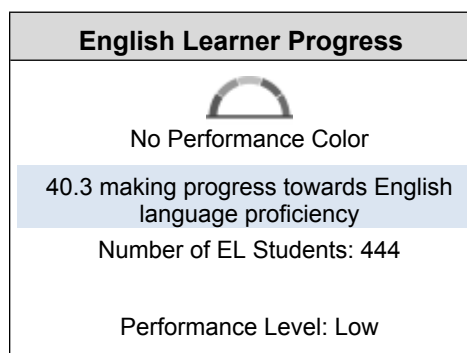 English Learner Progress
No Performance Color
40.3 making progress towards English
language proficiency
Number of EL Students: 444
Performance Level: Low